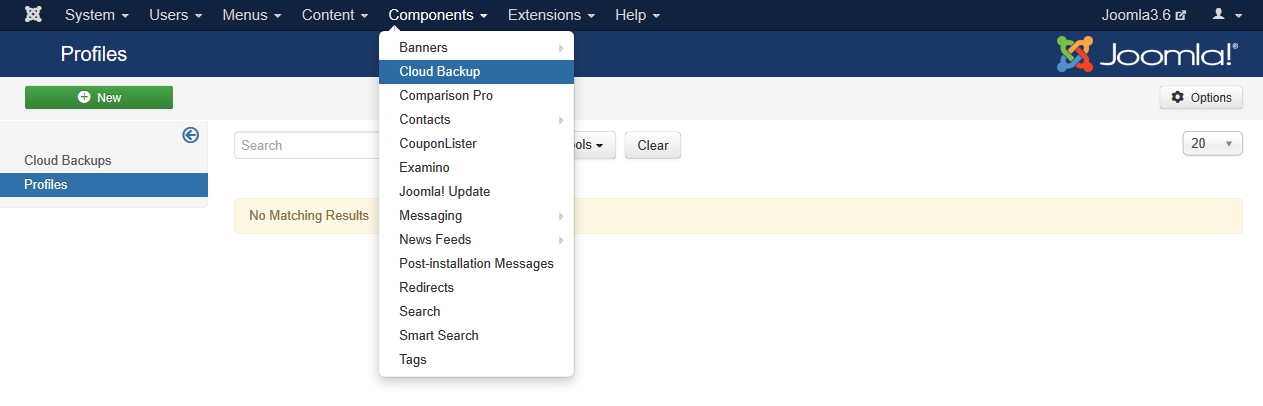 System Users Menus Content Components Extensions Help Joomla3.6
Profiles
Joomla!®
New
Options
Cloud Backups
Profiles
Search
ools
Clear
20
No Matching Results
Banners
Cloud Backup
Comparison Pro
Contacts
CouponLister
Examino
Joomla! Update
Messaging
News Feeds
Post-installation Messages
Redirects
Search
Smart Search
Tags